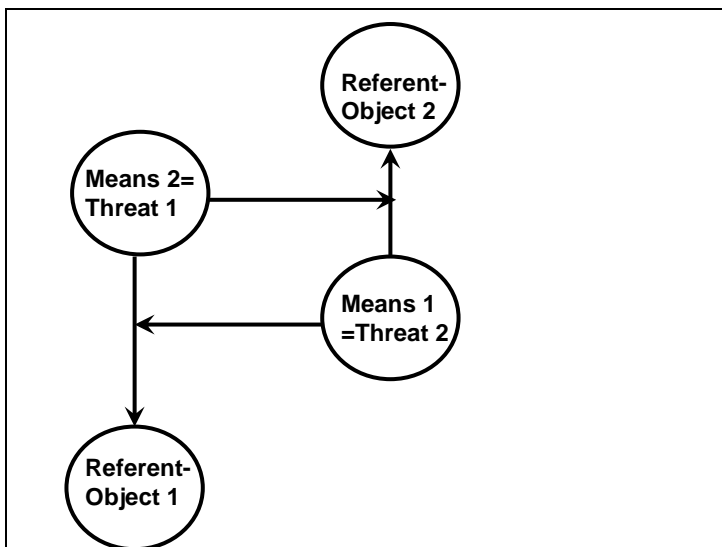 Referent-
Object 2
Means 2=
Threat 1
Means 1
=Threat 2
Referent-
Object 1